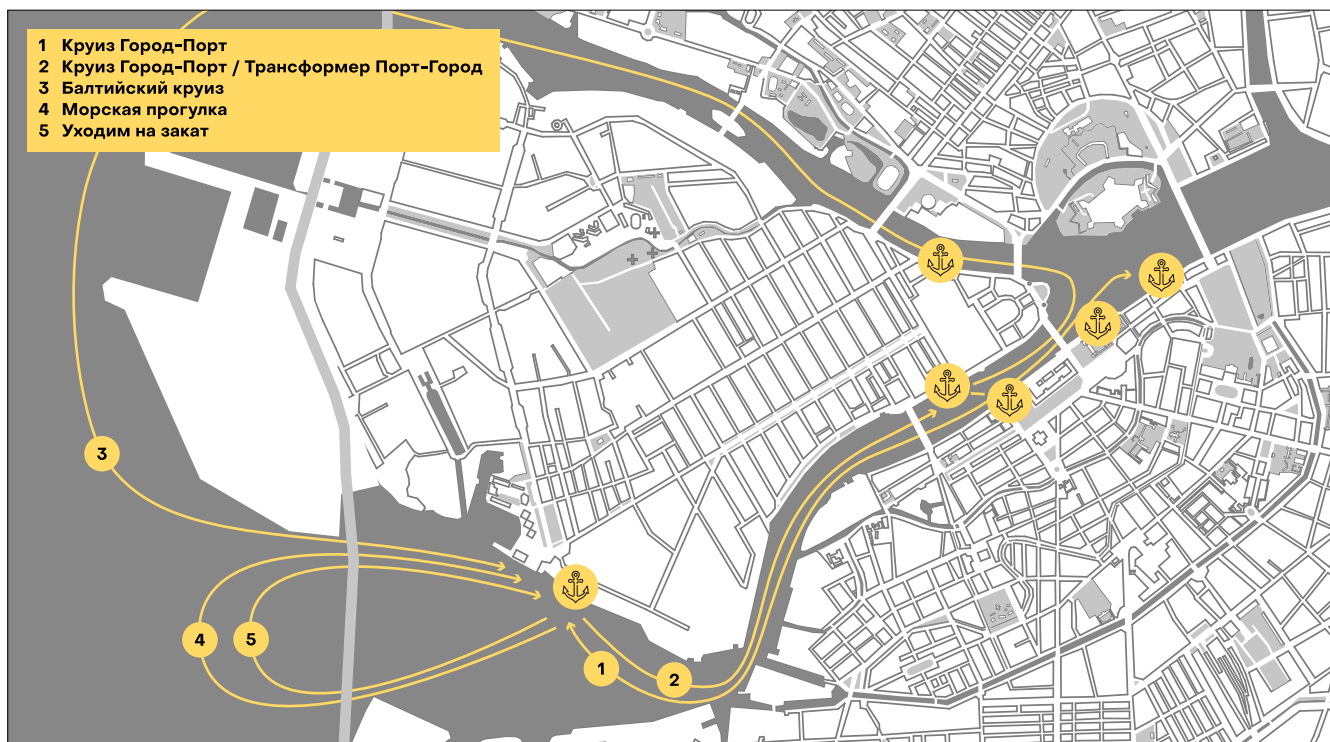 1 Круиз Город-Порт
2 Круиз Город-Порт / Трансформер Порт-Город
3 Балтийский круиз
4 Морская прогулка
5 Уходим на закат
3
4
5
1
2